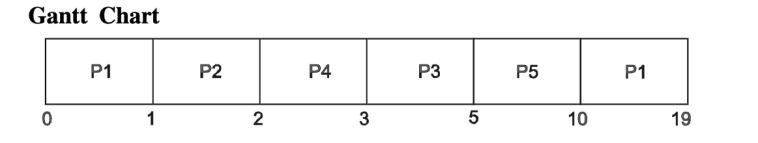 Gantt Chart
P1 P2 P4 P3 P5 P1
0 1 2 3 5 10 19